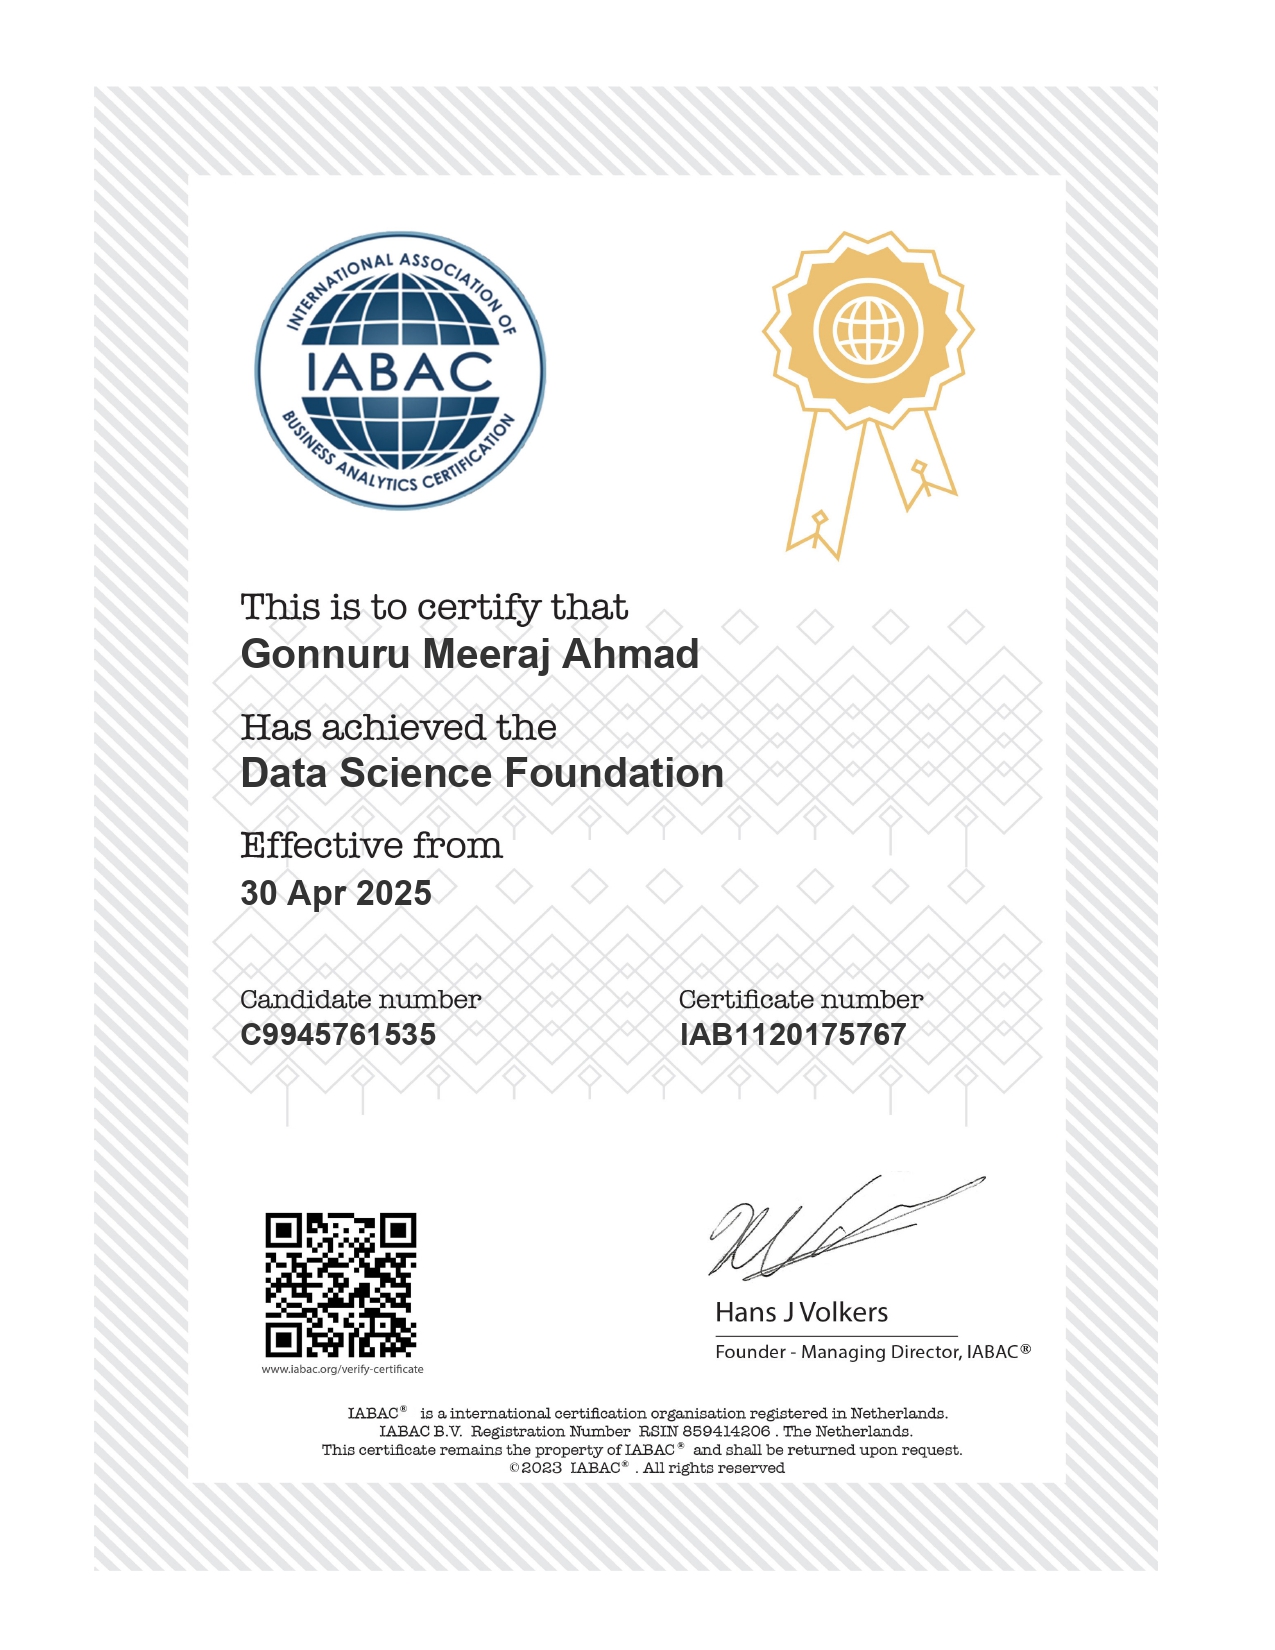 INTERNATIONAL ASSOCIATION OF
IABAC
BUSINESS ANALYTICS CERTIFICATION
This is to certify that
Gonnuru Meeraj Ahmad
Has achieved the
Data Science Foundation
Effective from
30 Apr 2025
Candidate number
C9945761535
Certificate number
IAB1120175767
www.iabac.org/verify-certificate
Hans J Volkers
Founder - Managing Director, IABAC®
IABAC® is a international certification organisation registered in Netherlands.
IABAC B.V. Registration Number RSIN 859414206 . The Netherlands.
This certificate remains the property of IABAC® and shall be returned upon request.
©2023 IABAC® . All rights reserved